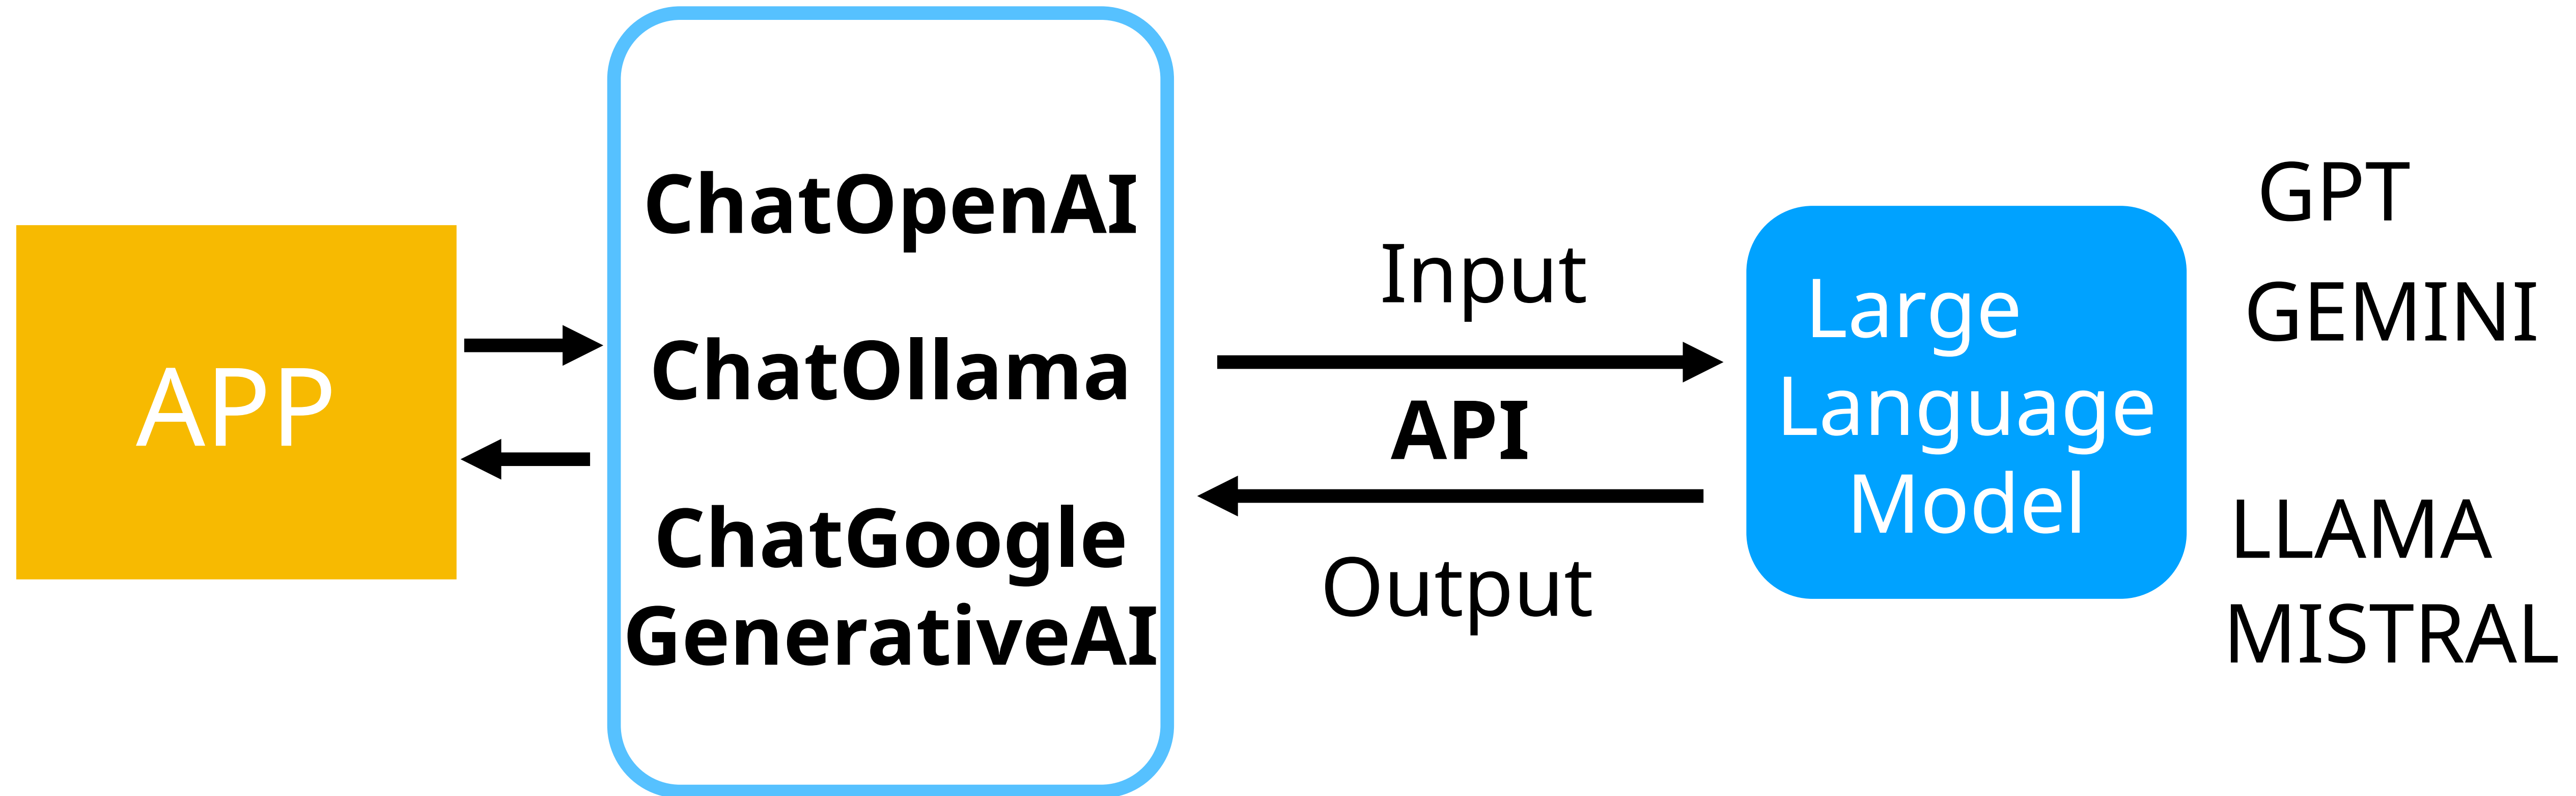 APP
ChatOpenAI
ChatOllama
ChatGoogle
GenerativeAI
Input
API
Output
Large
Language
Model
GPT
GEMINI
LLAMA
MISTRAL